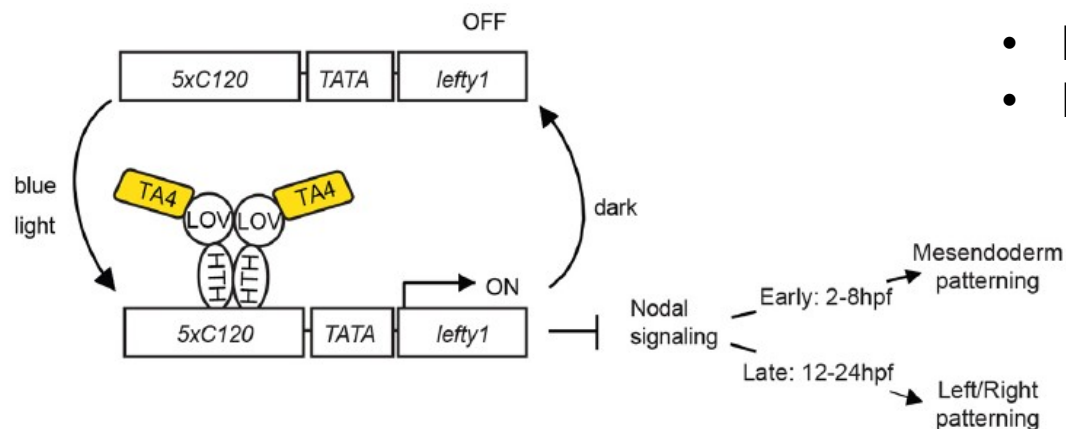 OFF
5xC120 TATA lefty1
blue
light
TA4 TA4
LOV LOV
dark
HTH HTH
ON
5xC120 TATA lefty1
Nodal
signaling
Early: 2-8hpf
Mesendoderm
patterning
Late: 12-24hpf
Left/Right
patterning